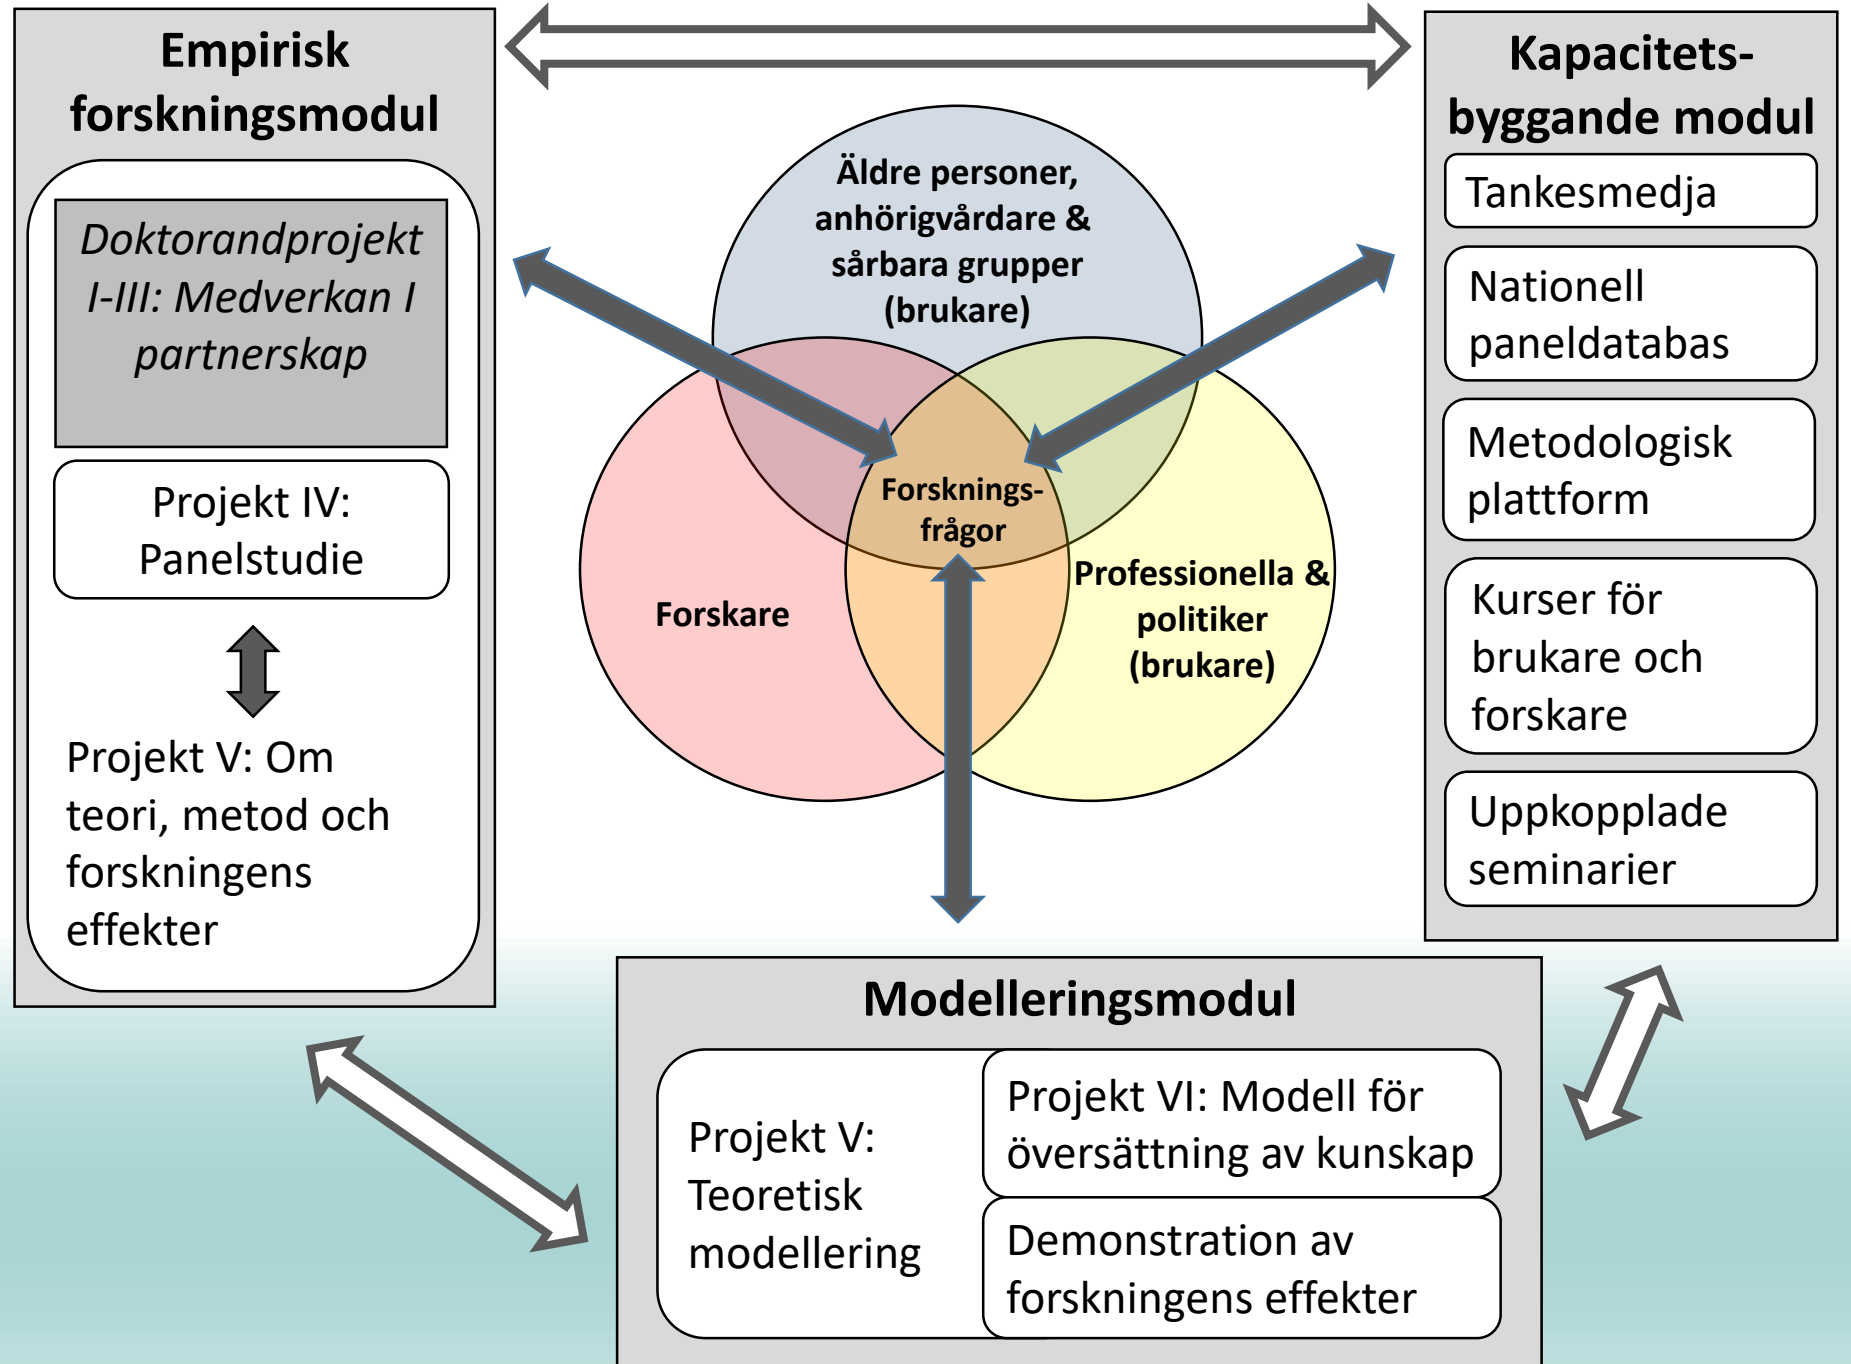 Empirisk
forskningsmodul
Doktorandprojekt
I-III: Medverkan I
partnerskap
Projekt IV:
Panelstudie
Projekt V: Om
teori, metod och
forskningens
effekter
Äldre personer,
anhörigvårdare &
sårbara grupper
(brukare)
Forsknings-
frågor
Forskare
Professionella &
politiker
(brukare)
Kapacitets-
byggande modul
Tankesmedja
Nationell
paneldatabas
Metodologisk
plattform
Kurser för
brukare och
forskare
Uppkopplade
seminarier
Modelleringsmodul
Projekt V:
Teoretisk
modellering
Projekt VI: Modell för
översättning av kunskap
Demonstration av
forskningens effekter